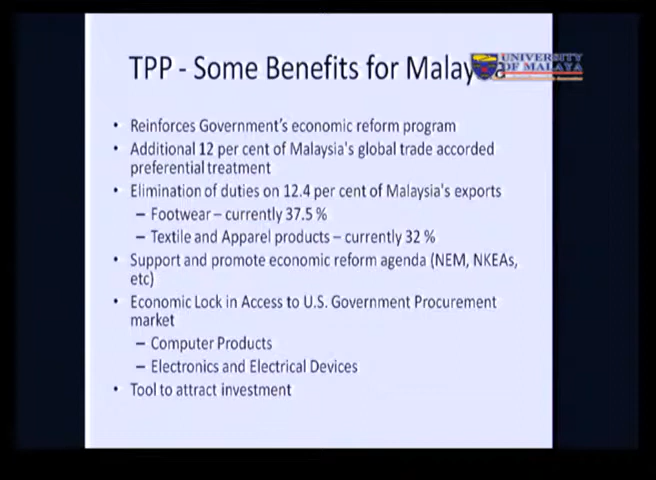 TPP - Some Benefits for Malay
UNIVERSITY
OF MALAYA
• Reinforces Government's economic reform program
• Additional 12 per cent of Malaysia's global trade accorded
preferential treatment
• Elimination of duties on 12.4 per cent of Malaysia's exports
– Footwear – currently 37.5 %
– Textile and Apparel products – currently 32 %
• Support and promote economic reform agenda (NEM, NKEAs,
etc)
• Economic Lock in Access to U.S. Government Procurement
market
– Computer Products
– Electronics and Electrical Devices
• Tool to attract investment